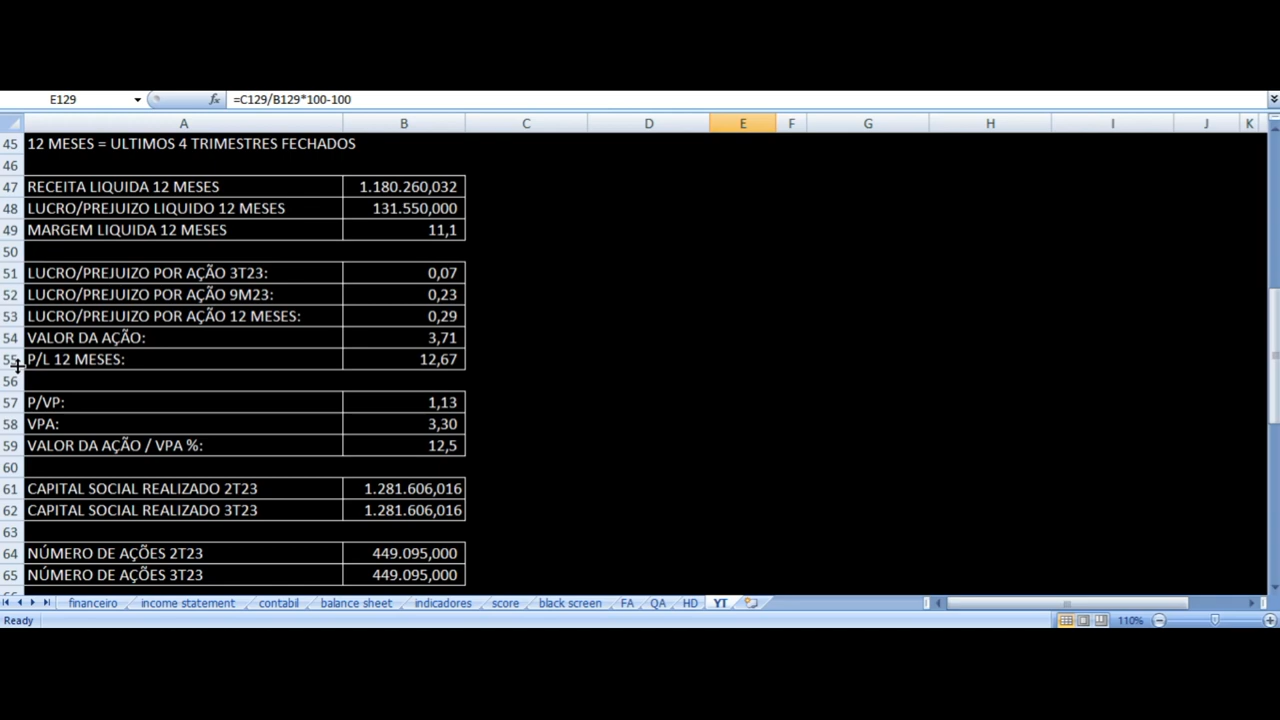 E129 fx =C129/B129*100-100
A B C D E F G H I J K
45 12 MESES = ULTIMOS 4 TRIMESTRES FECHADOS
46
47 RECEITA LIQUIDA 12 MESES 1.180.260,032
48 LUCRO/PREJUIZO LIQUIDO 12 MESES 131.550,000
49 MARGEM LIQUIDA 12 MESES 11,1
50
51 LUCRO/PREJUIZO POR AÇÃO 3T23: 0,07
52 LUCRO/PREJUIZO POR AÇÃO 9M23: 0,23
53 LUCRO/PREJUIZO POR AÇÃO 12 MESES: 0,29
54 VALOR DA AÇÃO: 3,71
55 P/L 12 MESES: 12,67
56
57 P/VP: 1,13
58 VPA: 3,30
59 VALOR DA AÇÃO / VPA %: 12,5
60
61 CAPITAL SOCIAL REALIZADO 2T23 1.281.606,016
62 CAPITAL SOCIAL REALIZADO 3T23 1.281.606,016
63
64 NÚMERO DE AÇÕES 2T23 449.095,000
65 NÚMERO DE AÇÕES 3T23 449.095,000
financeiro income statement contabil balance sheet indicadores score black screen FA QA HD YT
Ready 110%